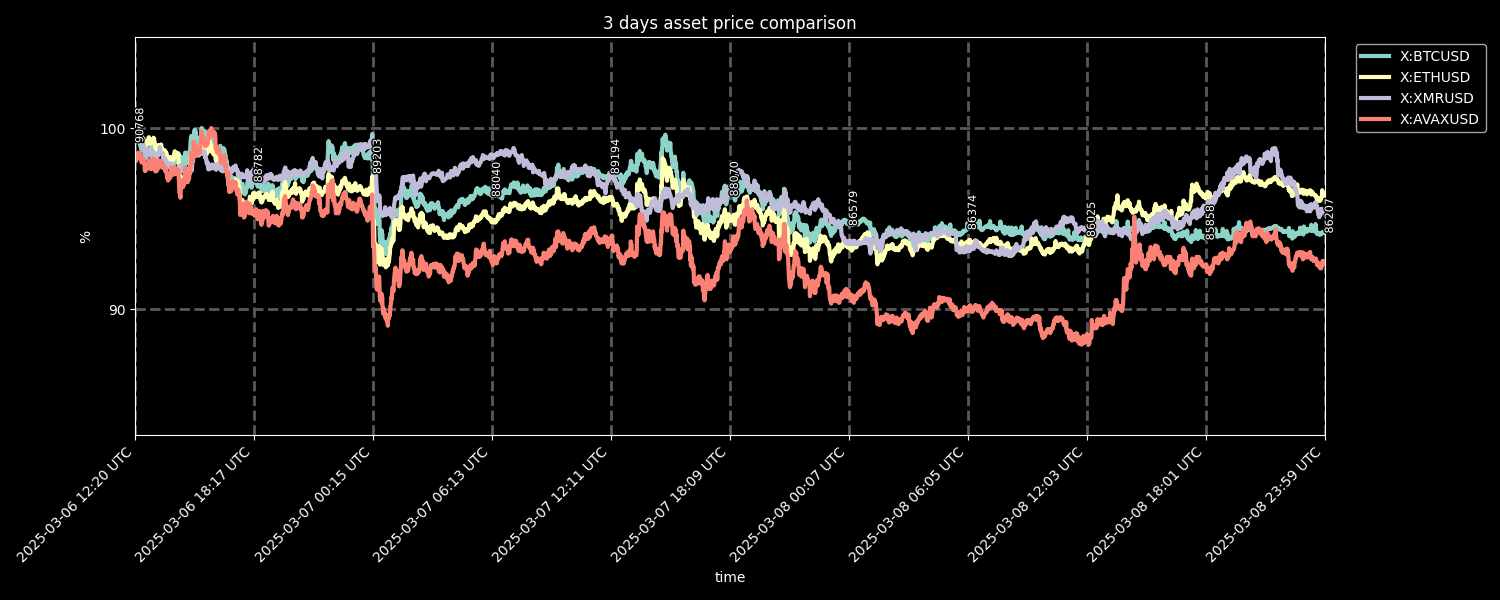 3 days asset price comparison
X:BTCUSD
X:ETHUSD
X:XMRUSD
X:AVAXUSD
100
90
%
90768
88782
89203
88040
89194
88070
86579
86374
86025
85858
86207
2025-03-06 12:20 UTC
2025-03-06 18:17 UTC
2025-03-07 00:15 UTC
2025-03-07 06:13 UTC
2025-03-07 12:11 UTC
2025-03-07 18:09 UTC
2025-03-08 00:07 UTC
2025-03-08 06:05 UTC
2025-03-08 12:03 UTC
2025-03-08 18:01 UTC
2025-03-08 23:59 UTC
time